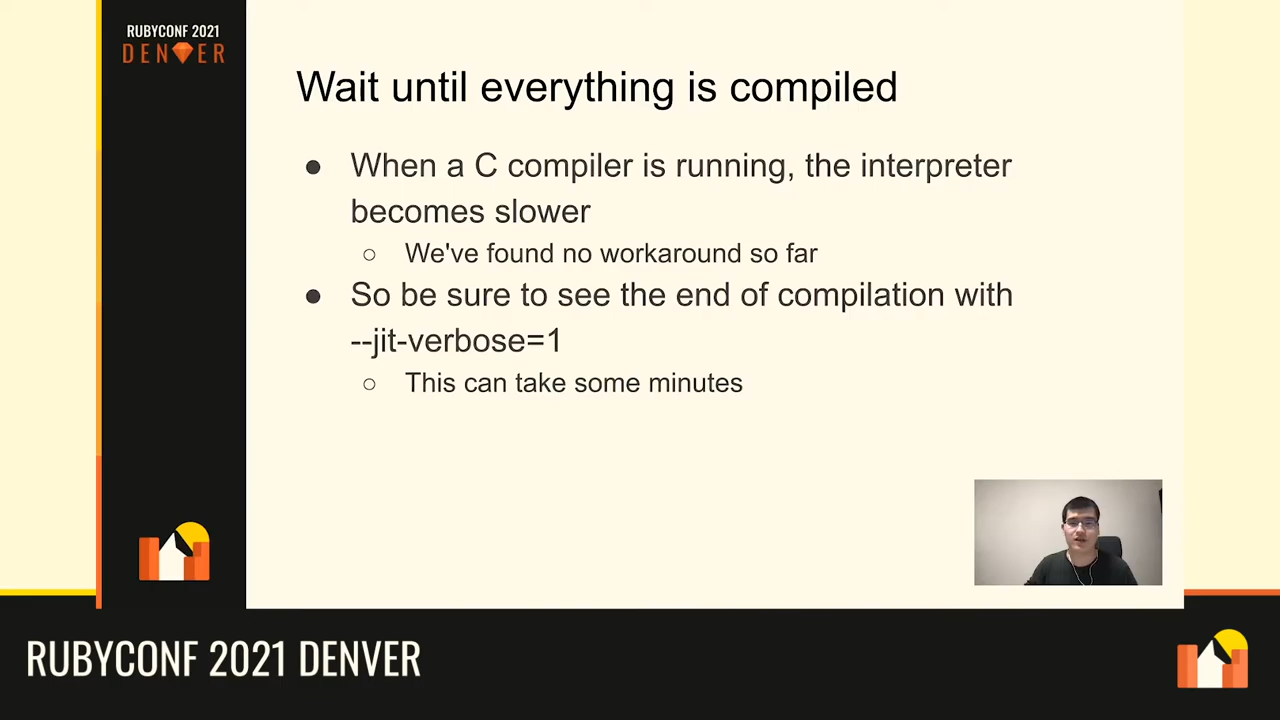 RUBYCONF 2021
DENVER
Wait until everything is compiled
● When a C compiler is running, the interpreter
becomes slower
○ We've found no workaround so far
● So be sure to see the end of compilation with
--jit-verbose=1
○ This can take some minutes
RUBYCONF 2021 DENVER